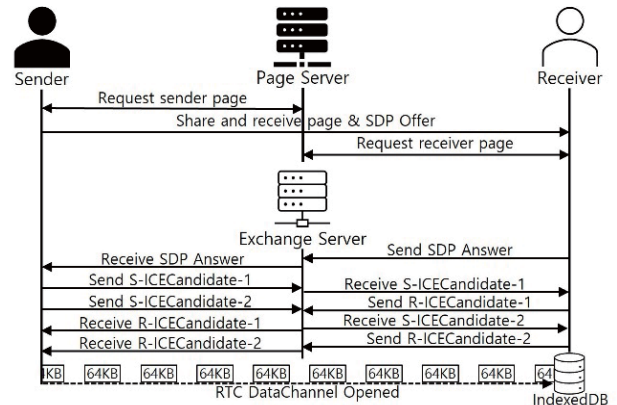 Sender
Page Server
Receiver
Request sender page
Share and receive page & SDP Offer
Request receiver page
Exchange Server
Send SDP Answer
Receive SDP Answer
Send S-ICECandidate-1
Receive S-ICECandidate-1
Send S-ICECandidate-2
Send R-ICECandidate-1
Receive R-ICECandidate-1
Receive S-ICECandidate-2
Send R-ICECandidate-2
Receive R-ICECandidate-2
KB 64KB 64KB 64KB 64KB 64KB 64KB 64KB 64KB 64
RTC DataChannel Opened
IndexedDB